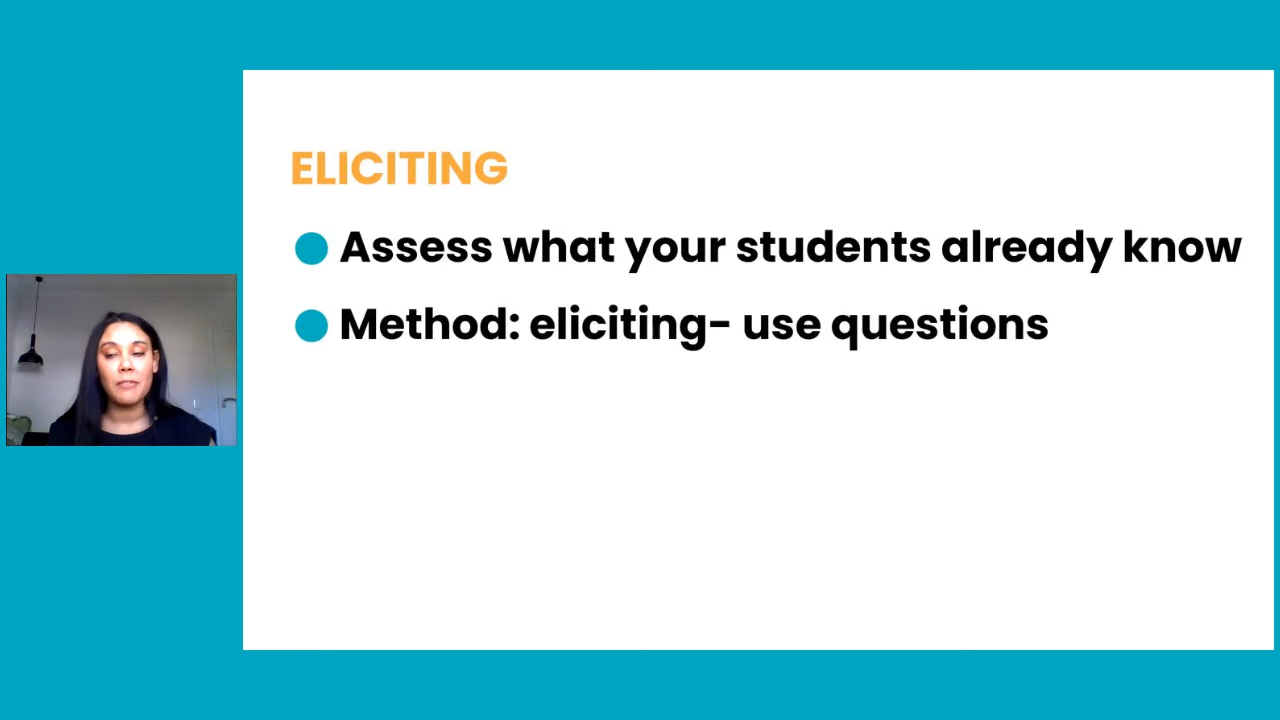 ELICITING
Assess what your students already know
Method: eliciting- use questions